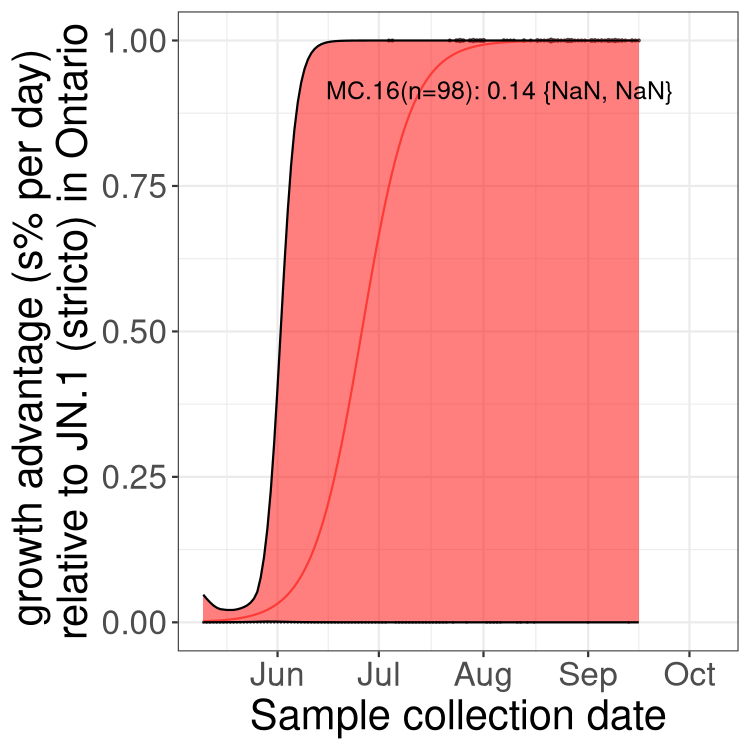 growth advantage (s% per day)
relative to JN.1 (stricto) in Ontario
1.00
0.75
0.50
0.25
0.00
MC.16(n=98): 0.14 {NaN, NaN}
Jun Jul Aug Sep Oct
Sample collection date